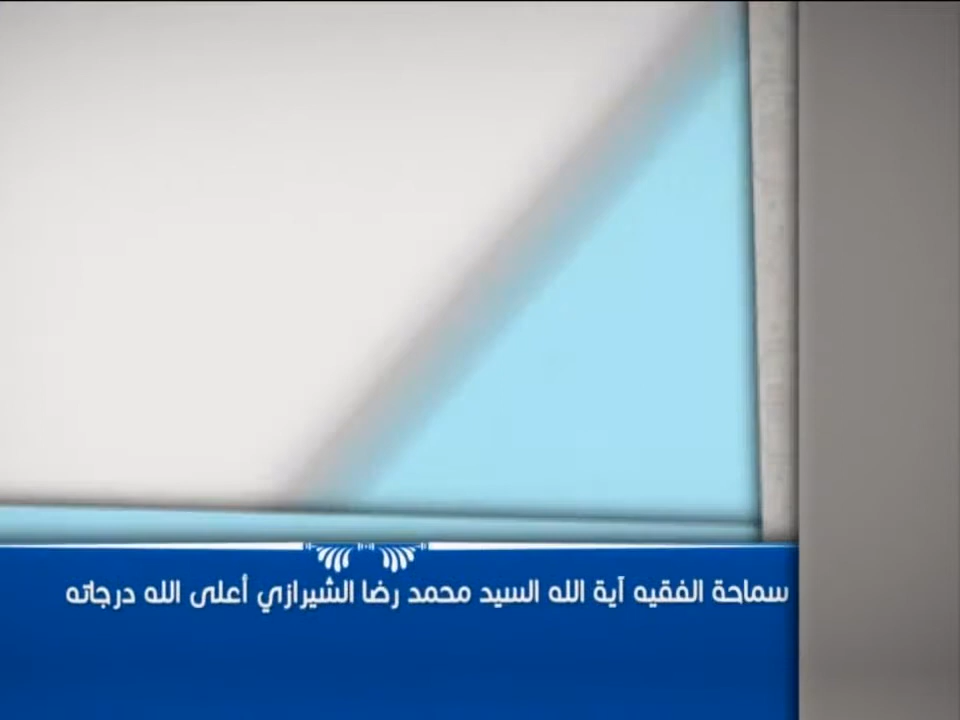 سماحة الفقيه آية الله السيد محمد رضا الشيرازي أعلى الله درجاته